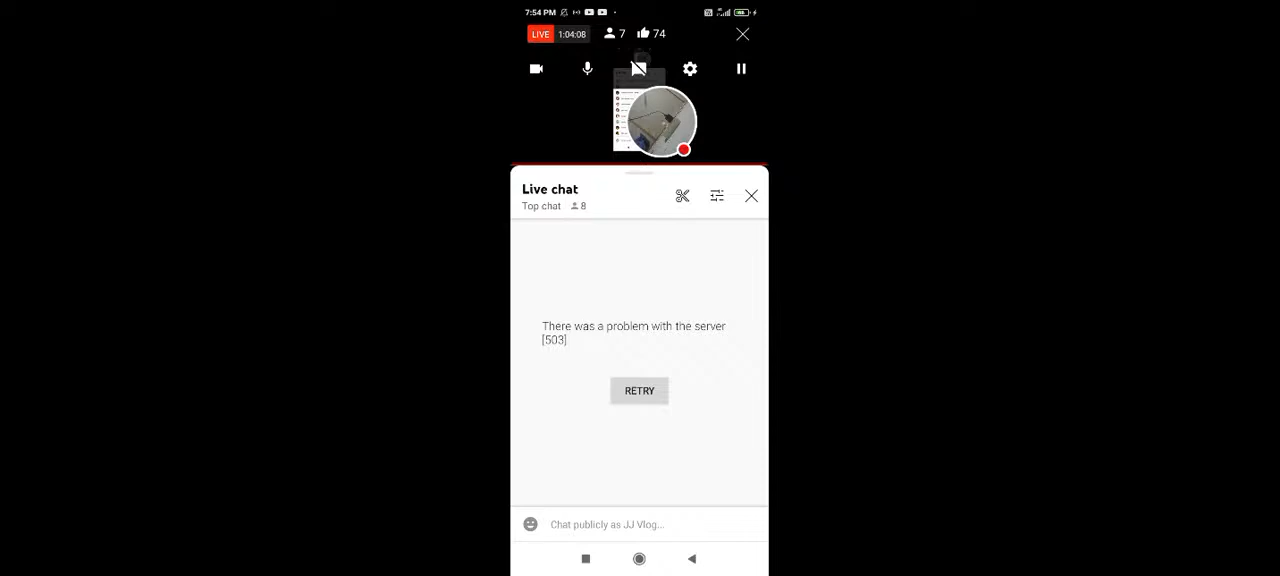 7:54 PM
LIVE 1:04:08 7 74
Live chat
Top chat 8
There was a problem with the server
[503]
RETRY
Chat publicly as JJ Vlog...